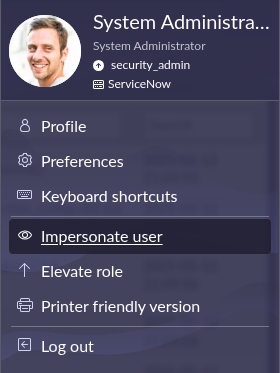 System Administra...
System Administrator
security_admin
ServiceNow
Profile
Preferences
Keyboard shortcuts
Impersonate user
Elevate role
Printer friendly version
Log out